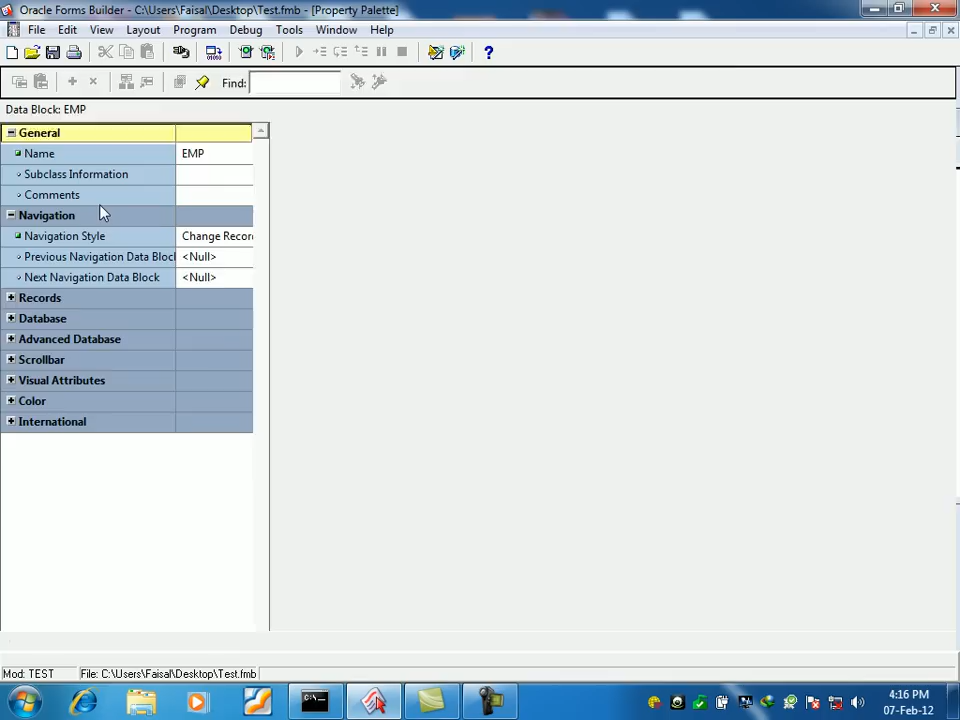 Oracle Forms Builder - C:\Users\Faisal\Desktop\Test.fmb - [Property Palette]
File Edit View Layout Program Debug Tools Window Help
Find:
Data Block: EMP
General
Name EMP
Subclass Information
Comments
Navigation
Navigation Style Change Recor
Previous Navigation Data Bloc <Null>
Next Navigation Data Block <Null>
Records
Database
Advanced Database
Scrollbar
Visual Attributes
Color
International
Mod: TEST File: C:\Users\Faisal\Desktop\Test.fmb
4:16 PM
07-Feb-12